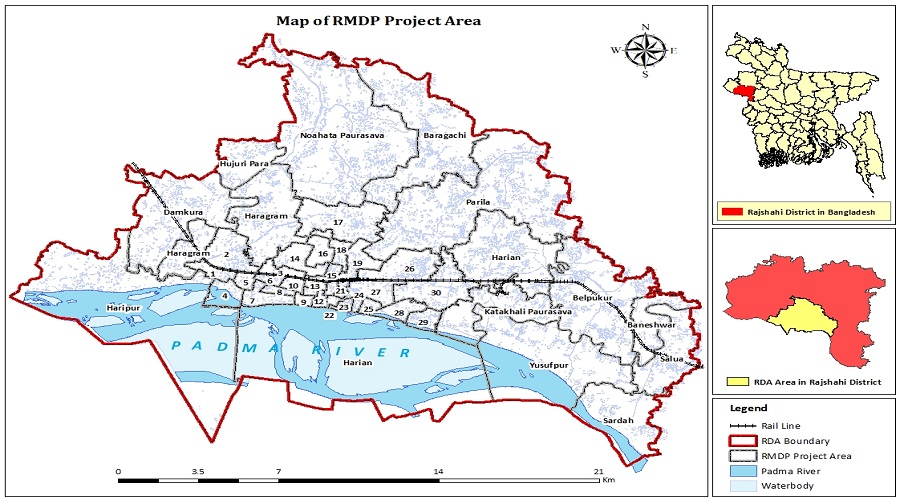 Map of RMDP Project Area
N
W
E
S
Noahata Paurasava
Baragachi
Hujuri Para
Parila
Damkura
Haragram
17
Haragram
2
14
16
18
19
Harian
1
6
15
26
5
10
13
11
21
27
30
Belpukur
4
7
8
9
12
24
23
25
22
28
29
Haripur
Katakhali Paurasava
Baneshwar
PADMA RIVER
Harian
Salua
Yusufpur
Sardah
0
3.5
7
14
21
Km
Rajshahi District in Bangladesh
RDA Area in Rajshahi District
Legend
Rail Line
RDA Boundary
RMDP Project Area
Padma River
Waterbody